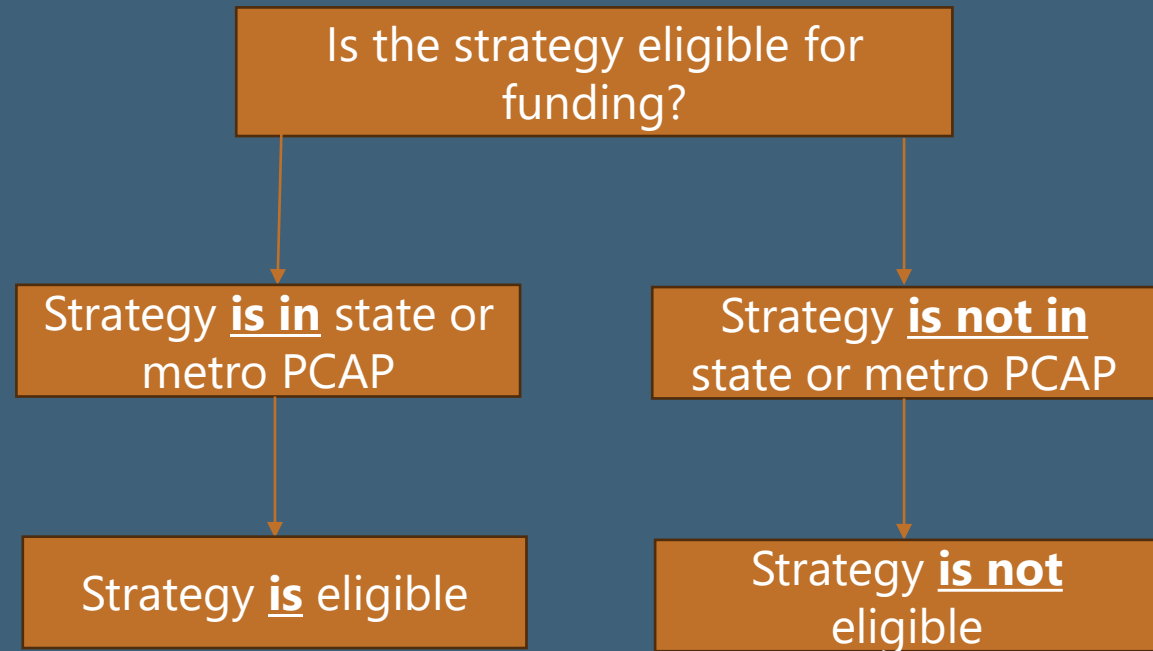 Is the strategy eligible for
funding?
Strategy is in state or
metro PCAP
Strategy is not in
state or metro PCAP
Strategy is eligible
Strategy is not
eligible